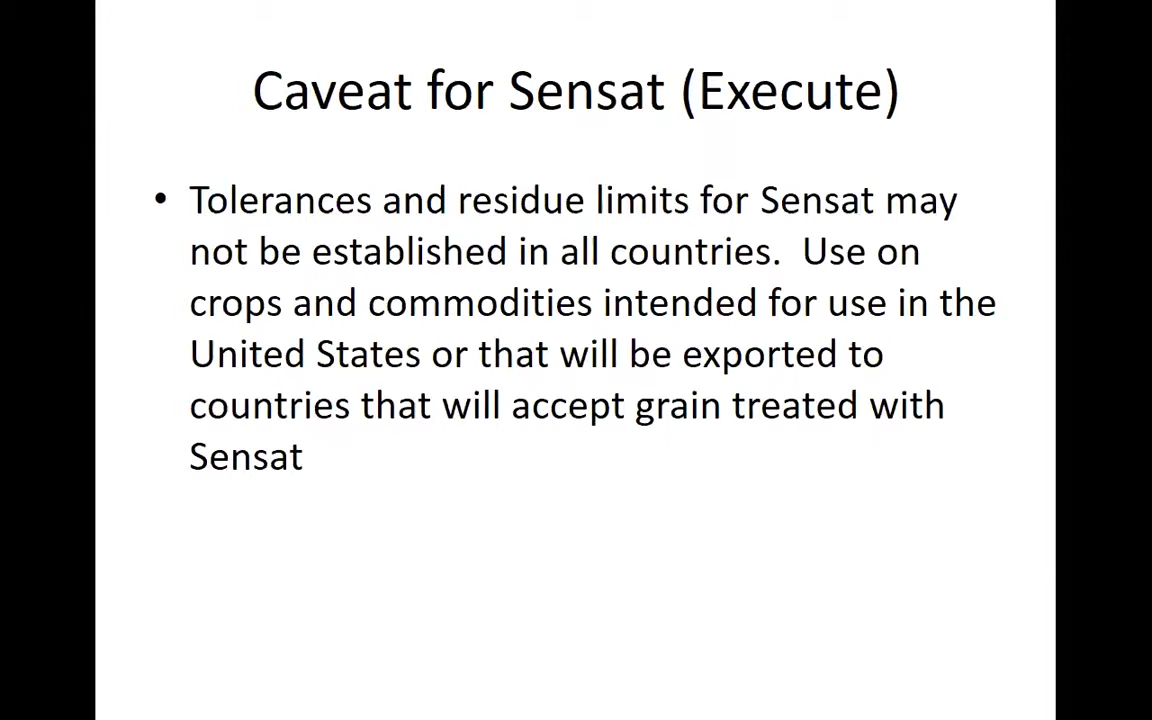 Caveat for Sensat (Execute)
• Tolerances and residue limits for Sensat may
not be established in all countries.  Use on
crops and commodities intended for use in the
United States or that will be exported to
countries that will accept grain treated with
Sensat